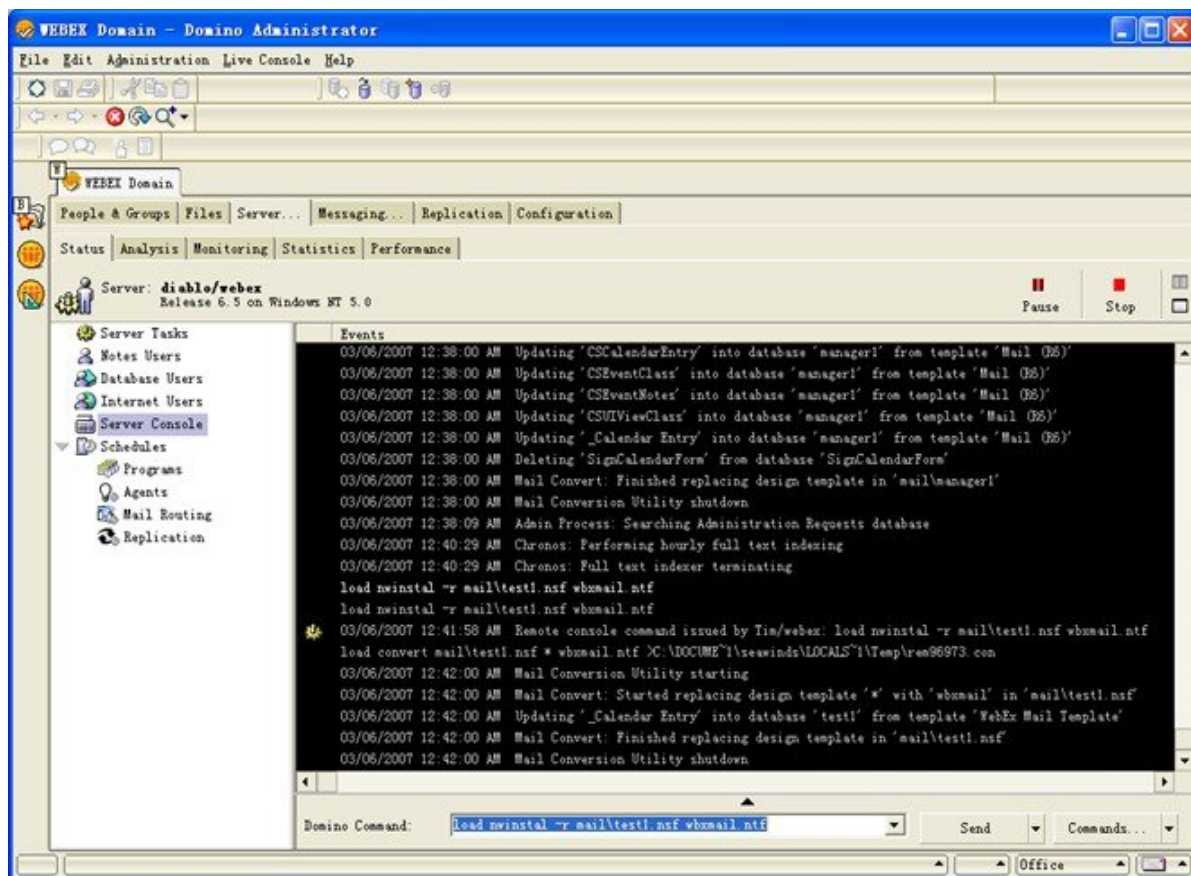 WEBEX Domain - Domino Administrator
File Edit Administration Live Console Help
WEBEX Domain
People & Groups Files Server... Messaging... Replication Configuration
Status Analysis Monitoring Statistics Performance
Server: diablo/webex
Release 6.5 on Windows NT 5.0
Pause Stop
Server Tasks
Notes Users
Database Users
Internet Users
Server Console
Schedules
Programs
Agents
Mail Routing
Replication
Events
03/06/2007 12:38:00 AM Updating 'CSCalendarEntry' into database 'manager1' from template 'Mail (R6)'
03/06/2007 12:38:00 AM Updating 'CSEventClass' into database 'manager1' from template 'Mail (R6)'
03/06/2007 12:38:00 AM Updating 'CSEventNotes' into database 'manager1' from template 'Mail (R6)'
03/06/2007 12:38:00 AM Updating 'CSUIViewClass' into database 'manager1' from template 'Mail (R6)'
03/06/2007 12:38:00 AM Updating '_Calendar Entry' into database 'manager1' from template 'Mail (R6)'
03/06/2007 12:38:00 AM Deleting 'SignCalendarForm' from database 'SignCalendarForm'
03/06/2007 12:38:00 AM Mail Convert: Finished replacing design template in 'mail\manager1'
03/06/2007 12:38:00 AM Mail Conversion Utility shutdown
03/06/2007 12:38:09 AM Admin Process: Searching Administration Requests database
03/06/2007 12:40:29 AM Chronos: Performing hourly full text indexing
03/06/2007 12:40:29 AM Chronos: Full text indexer terminating
load nwinstal -r mail\test1.nsf wbxmail.ntf
load nwinstal -r mail\test1.nsf wbxmail.ntf
03/06/2007 12:41:58 AM Remote console command issued by Tim/webex: load nwinstal -r mail\test1.nsf wbxmail.ntf
load convert mail\test1.nsf * wbxmail.ntf >C:\DOCUME~1\seawinds\LOCALS~1\Temp\rem96973.con
03/06/2007 12:42:00 AM Mail Conversion Utility starting
03/06/2007 12:42:00 AM Mail Convert: Started replacing design template '*' with 'wbxmail' in 'mail\test1.nsf'
03/06/2007 12:42:00 AM Updating '_Calendar Entry' into database 'test1' from template 'WebEx Mail Template'
03/06/2007 12:42:00 AM Mail Convert: Finished replacing design template in 'mail\test1.nsf'
03/06/2007 12:42:00 AM Mail Conversion Utility shutdown
Domino Command: load nwinstal -r mail\test1.nsf wbxmail.ntf Send Commands...
Office